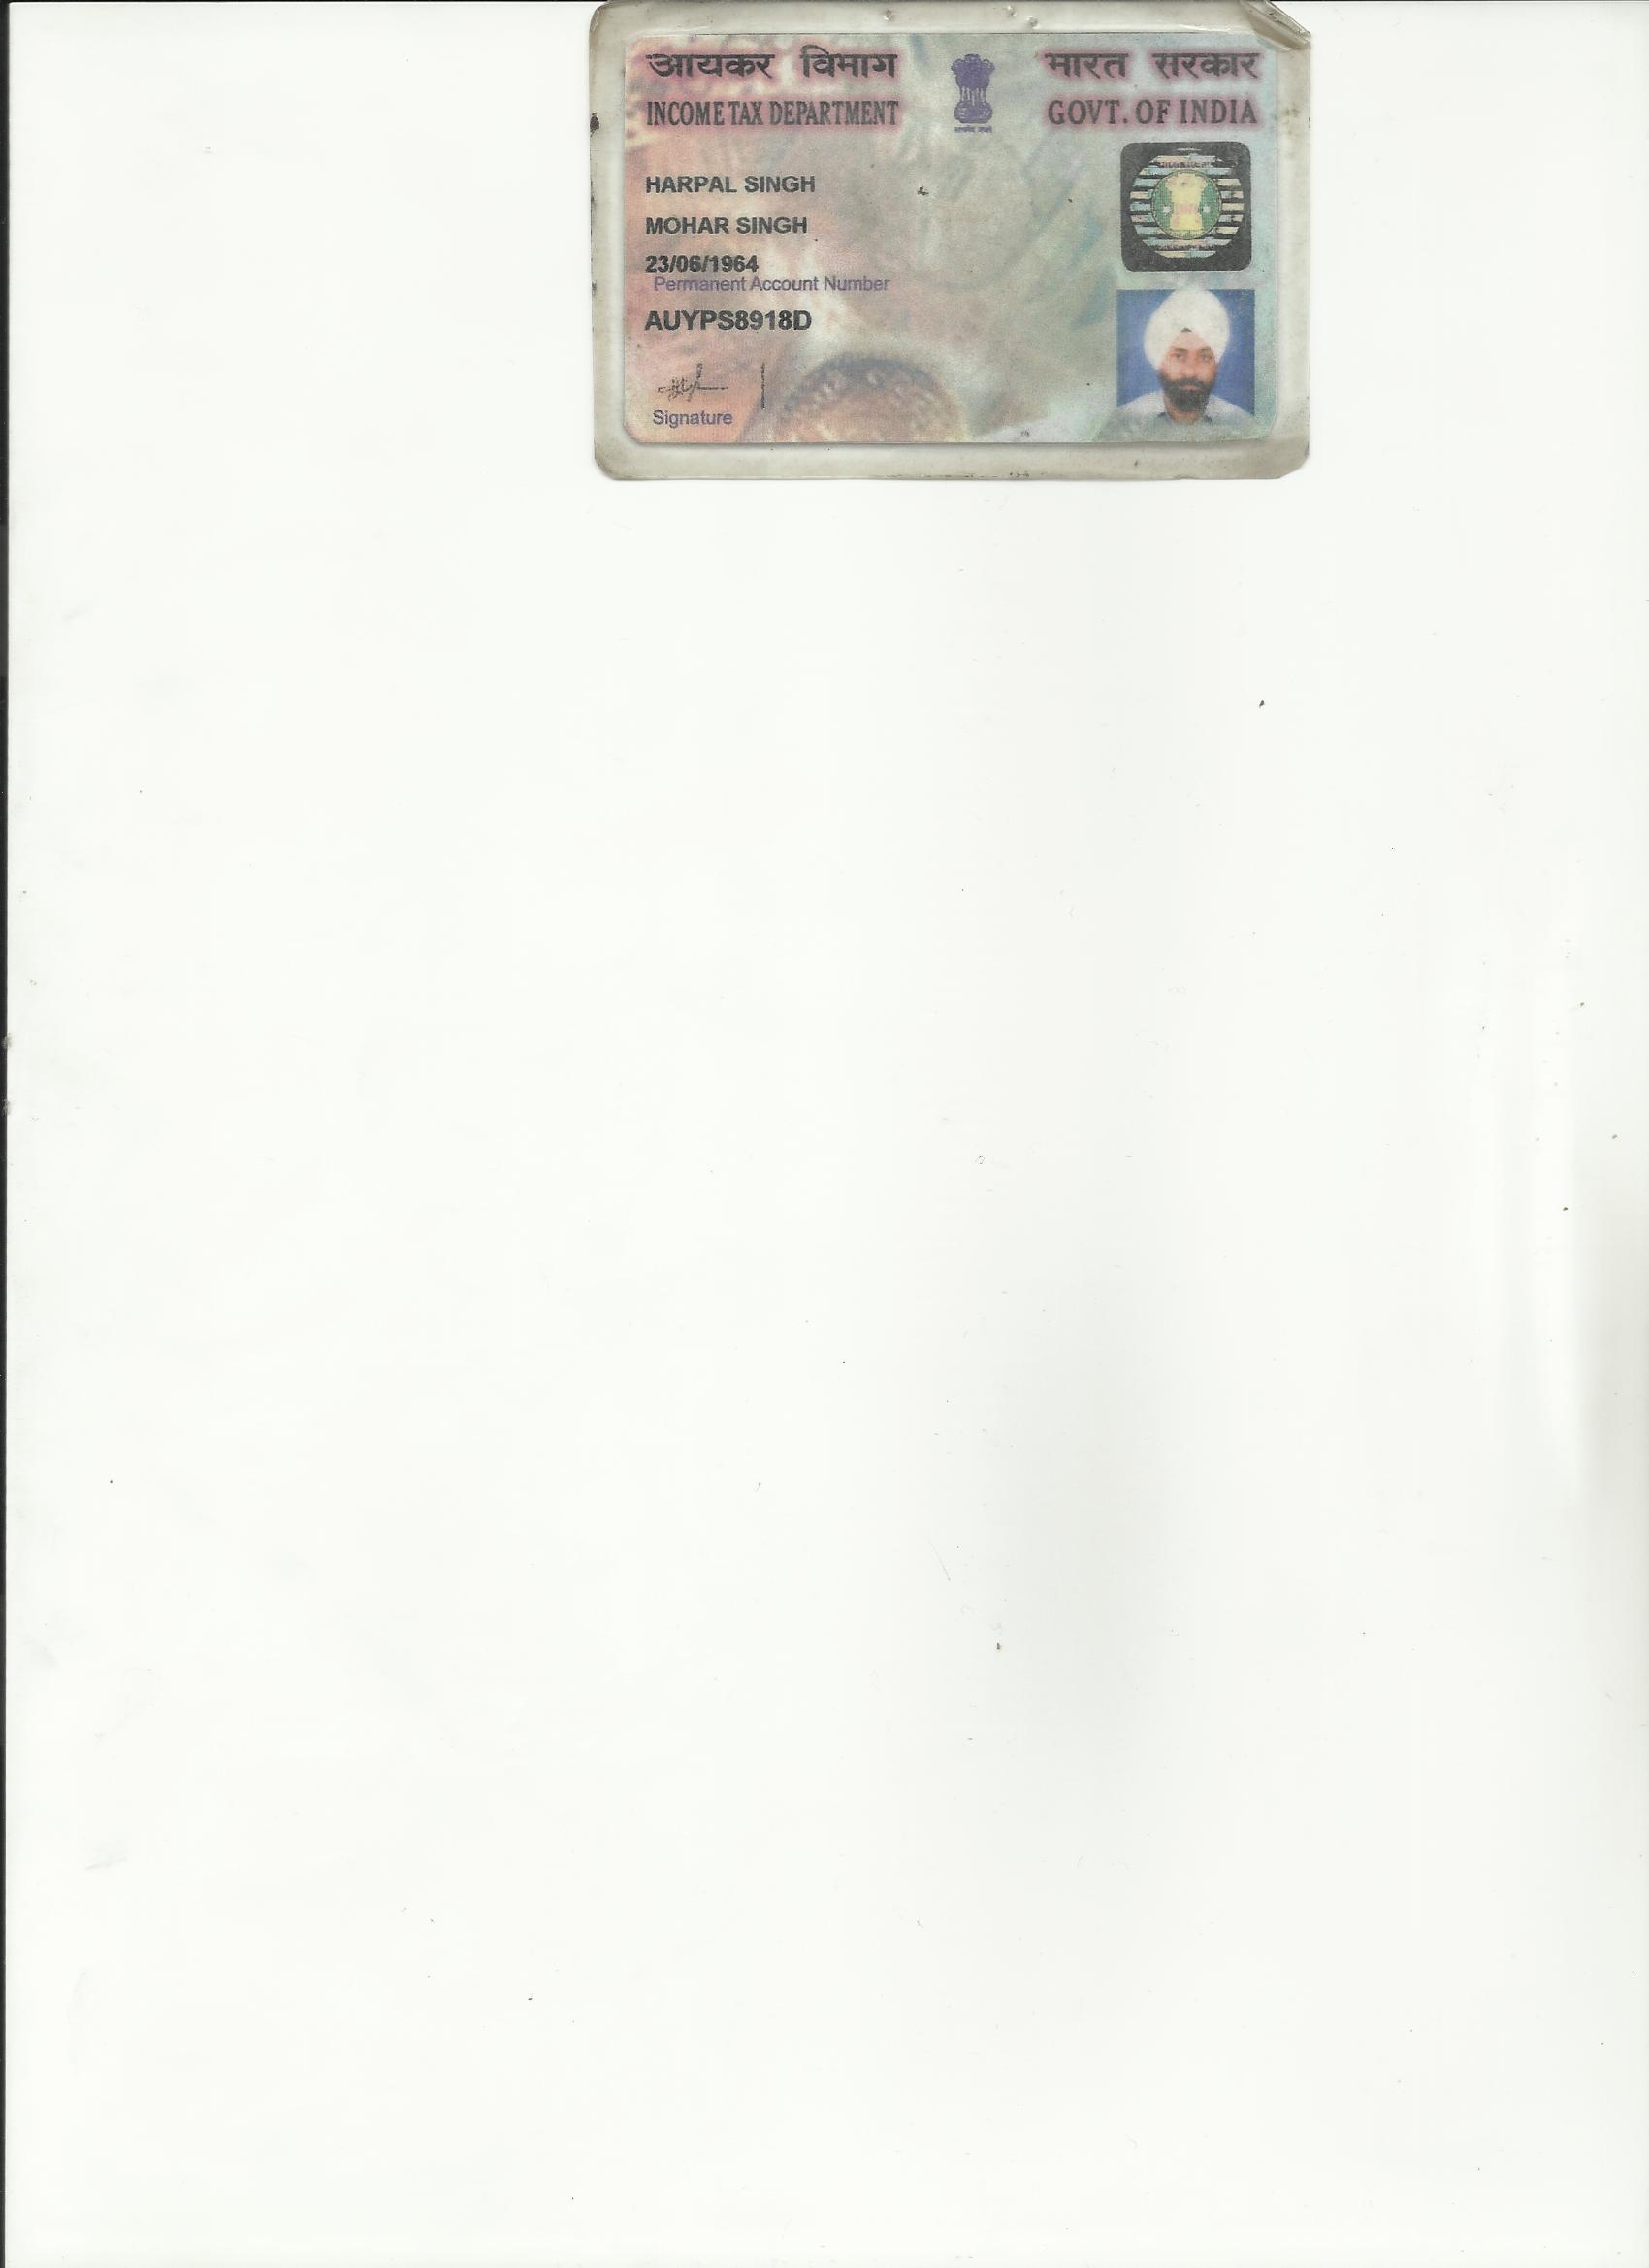 आयकर विभाग
INCOME TAX DEPARTMENT
भारत सरकार
GOVT. OF INDIA
HARPAL SINGH
MOHAR SINGH
23/06/1964
Permanent Account Number
AUYPS8918D
Signature